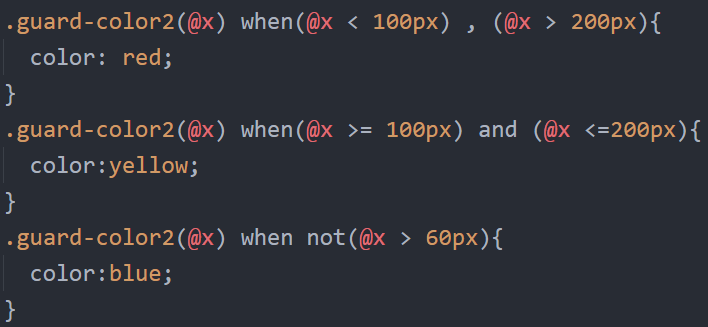 .guard-color2(@x) when(@x < 100px) , (@x > 200px){
  color: red;
}
.guard-color2(@x) when(@x >= 100px) and (@x <=200px){
  color:yellow;
}
.guard-color2(@x) when not(@x > 60px){
  color:blue;
}